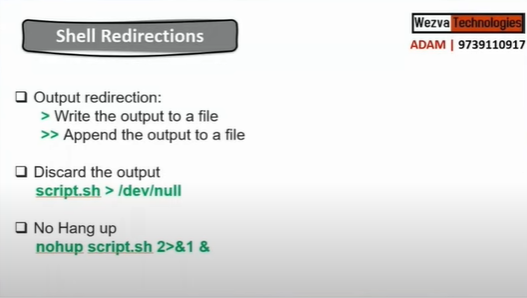 Shell Redirections
Wezva Technologies
ADAM | 9739110917
Output redirection:
> Write the output to a file
>> Append the output to a file
Discard the output
script.sh > /dev/null
No Hang up
nohup script.sh 2>&1 &